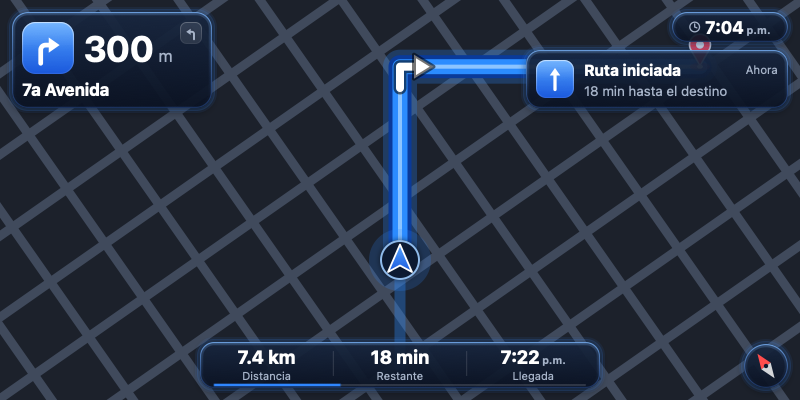 300 m
7a Avenida
7:04 p.m.
Ruta iniciada
Ahora
18 min hasta el destino
7.4 km
Distancia
18 min
Restante
7:22 p.m.
Llegada